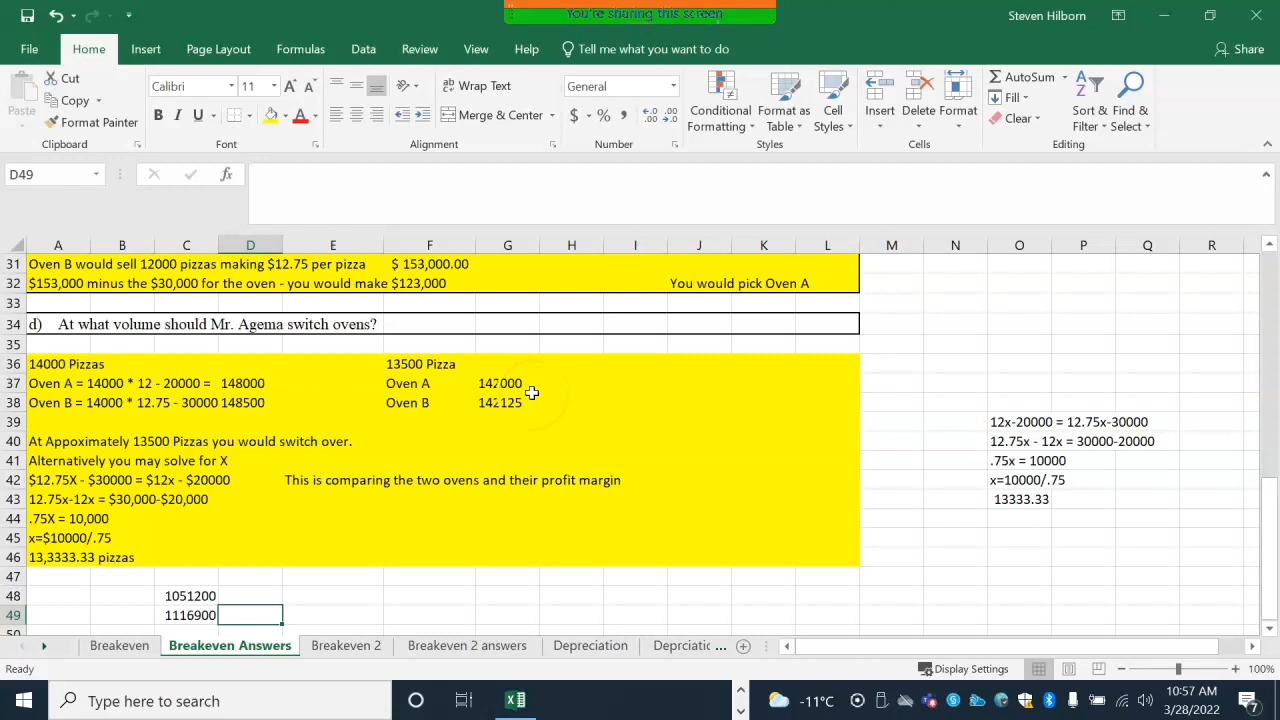 You're sharing this screen
Steven Hilborn
File Home Insert Page Layout Formulas Data Review View Help Tell me what you want to do Share
Paste Cut Copy Format Painter Clipboard
Calibri 11 A A B I U A Font
ab Wrap Text Merge & Center Alignment
General $ % , .0 .00 Number
Conditional Formatting Format as Table Cell Styles Styles
Insert Delete Format Cells
AutoSum Fill Clear Sort & Filter Find & Select Editing
D49 fx
A B C D E F G H I J K L M N O P Q R
31 Oven B would sell 12000 pizzas making $12.75 per pizza $ 153,000.00
32 $153,000 minus the $30,000 for the oven - you would make $123,000 You would pick Oven A
33
34 d) At what volume should Mr. Agema switch ovens?
35
36 14000 Pizzas 13500 Pizza
37 Oven A = 14000 * 12 - 20000 = 148000 Oven A 142000
38 Oven B = 14000 * 12.75 - 30000 148500 Oven B 142125
39 12x-20000 = 12.75x-30000
40 At Appoximately 13500 Pizzas you would switch over. 12.75x - 12x = 30000-20000
41 Alternatively you may solve for X .75x = 10000
42 $12.75X - $30000 = $12x - $20000 This is comparing the two ovens and their profit margin x=10000/.75
43 12.75x-12x = $30,000-$20,000 13333.33
44 .75X = 10,000
45 x=$10000/.75
46 13,3333.33 pizzas
47
48 1051200
49 1116900
50
Breakeven Breakeven Answers Breakeven 2 Breakeven 2 answers Depreciation Deprciatic ...
Ready Display Settings 100%
Type here to search -11°C 10:57 AM
3/28/2022 7